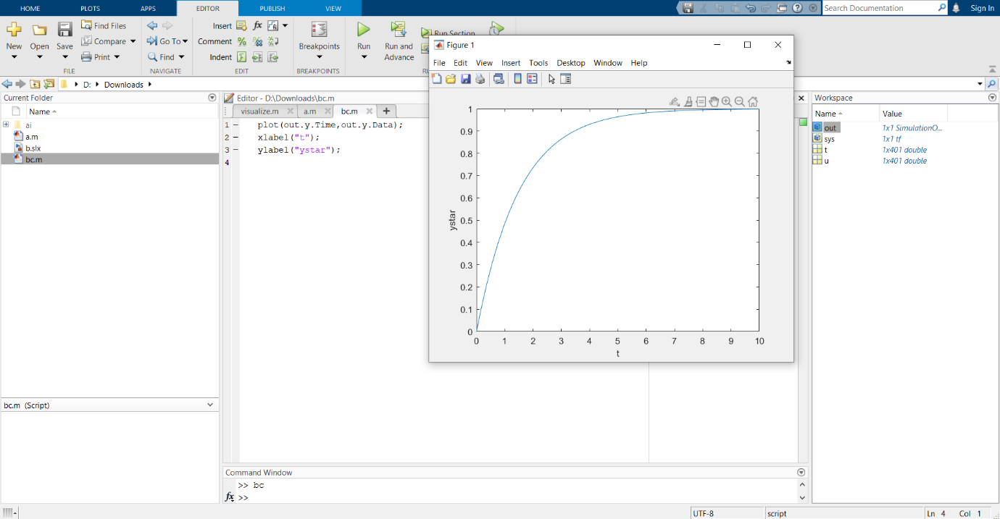 HOME PLOTS APPS EDITOR PUBLISH VIEW Search Documentation Sign In
New Open Save Find Files Compare Print Go To Find Insert Comment Indent Breakpoints Run Run and Advance Run Section
FILE NAVIGATE EDIT BREAKPOINTS
D: Downloads
Current Folder
Name
ai
a.m
b.slx
bc.m
bc.m (Script)
Editor - D:\Downloads\bc.m
visualize.m a.m bc.m
1 plot(out.y.Time,out.y.Data);
2 xlabel("t");
3 ylabel("ystar");
4
Figure 1
File Edit View Insert Tools Desktop Window Help
1
0.9
0.8
0.7
0.6
0.5
0.4
0.3
0.2
0.1
0
ystar
0 1 2 3 4 5 6 7 8 9 10
t
Command Window
>> bc
fx >>
Workspace
Name Value
out 1x1 SimulationO...
sys 1x1 tf
t 1x401 double
u 1x401 double
UTF-8 script Ln 4 Col 1